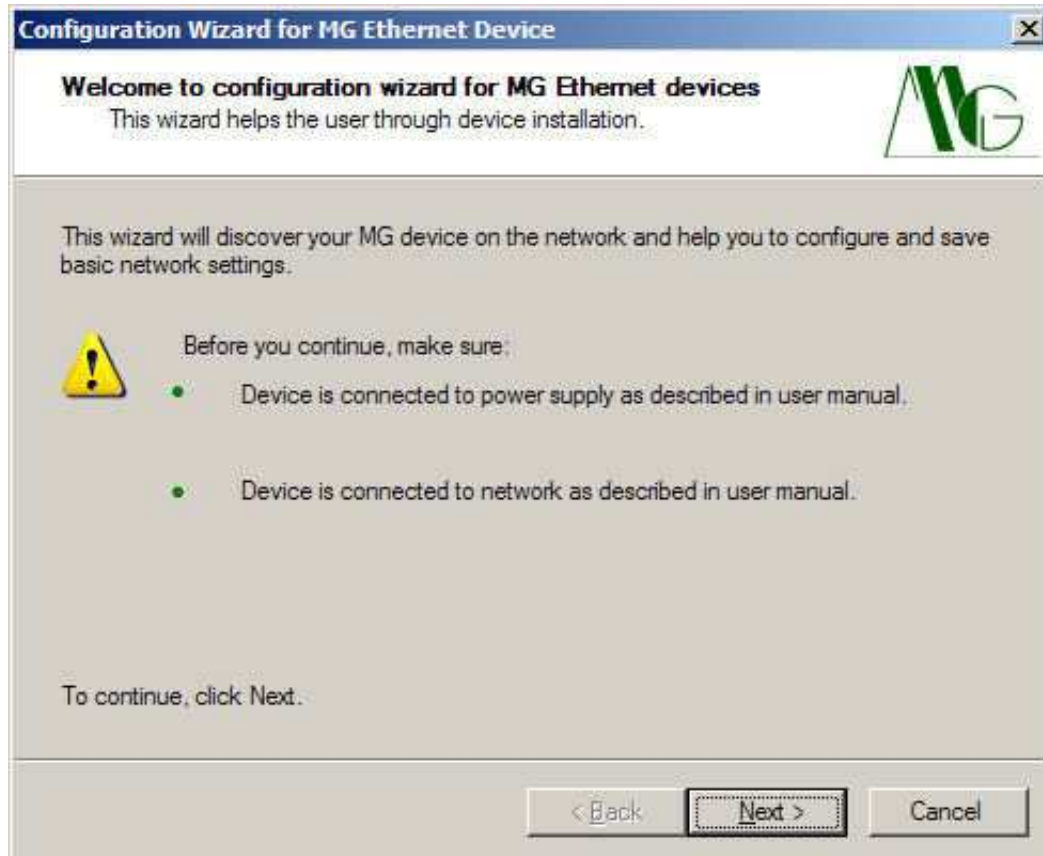 Configuration Wizard for MG Ethernet Device
Welcome to configuration wizard for MG Ethernet devices
This wizard helps the user through device installation.
MG
This wizard will discover your MG device on the network and help you to configure and save
basic network settings.
Before you continue, make sure:
Device is connected to power supply as described in user manual.
Device is connected to network as described in user manual.
To continue, click Next.
< Back
Next >
Cancel